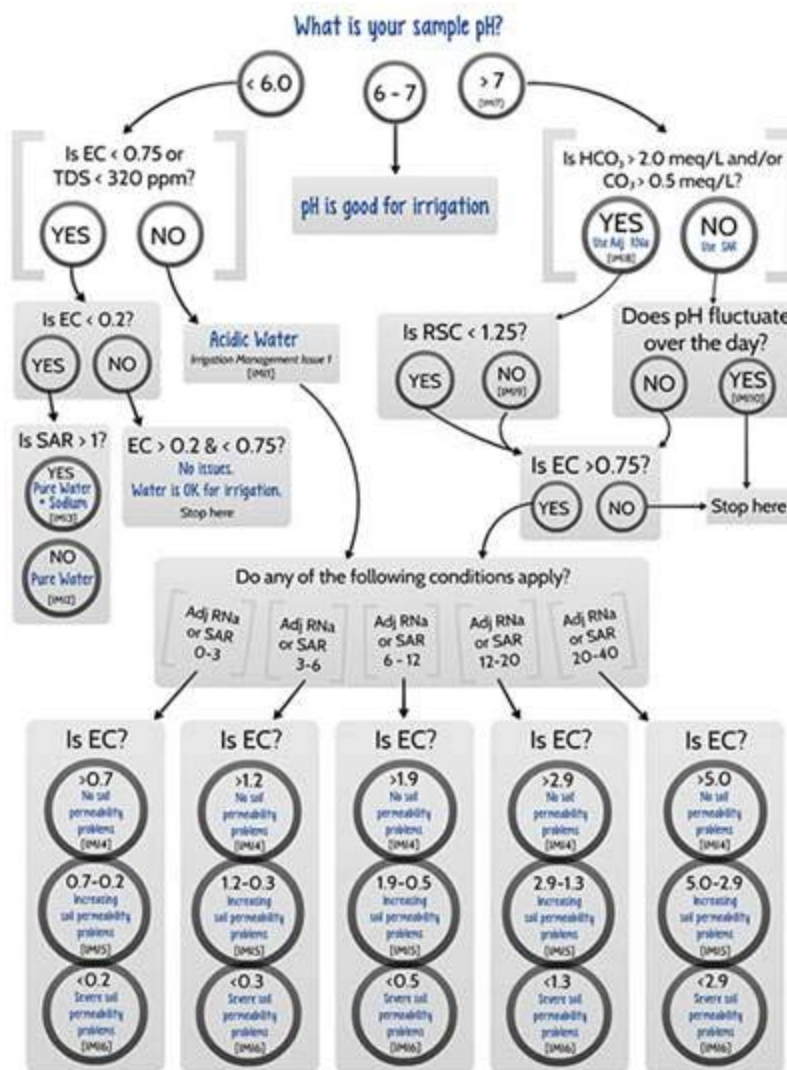 What is your sample pH?
< 6.0
6 - 7
> 7
[IMI7]
Is EC < 0.75 or
TDS < 320 ppm?
YES
NO
pH is good for irrigation
Is HCO₃ > 2.0 meq/L and/or
CO₃ > 0.5 meq/L?
YES
Use Adj RNa
[IMI8]
NO
Use SAR
Is EC < 0.2?
YES
NO
Acidic Water
Irrigation Management Issue 1
[IMI1]
Is RSC < 1.25?
YES
NO
[IMI9]
Does pH fluctuate
over the day?
NO
YES
[IMI10]
Is SAR > 1?
YES
Pure Water
+ Sodium
[IMI3]
NO
Pure Water
[IMI2]
EC > 0.2 & < 0.75?
No issues.
Water is OK for irrigation.
Stop here
Is EC >0.75?
YES
NO
Stop here
Do any of the following conditions apply?
Adj RNa
or SAR
0-3
Adj RNa
or SAR
3-6
Adj RNa
or SAR
6 - 12
Adj RNa
or SAR
12-20
Adj RNa
or SAR
20-40
Is EC?
>0.7
No soil
permeability
problems
[IMI4]
0.7-0.2
Increasing
soil permeability
problems
[IMI5]
<0.2
Severe soil
permeability
problems
[IMI6]
Is EC?
>1.2
No soil
permeability
problems
[IMI4]
1.2-0.3
Increasing
soil permeability
problems
[IMI5]
<0.3
Severe soil
permeability
problems
[IMI6]
Is EC?
>1.9
No soil
permeability
problems
[IMI4]
1.9-0.5
Increasing
soil permeability
problems
[IMI5]
<0.5
Severe soil
permeability
problems
[IMI6]
Is EC?
>2.9
No soil
permeability
problems
[IMI4]
2.9-1.3
Increasing
soil permeability
problems
[IMI5]
<1.3
Severe soil
permeability
problems
[IMI6]
Is EC?
>5.0
No soil
permeability
problems
[IMI4]
5.0-2.9
Increasing
soil permeability
problems
[IMI5]
<2.9
Severe soil
permeability
problems
[IMI6]